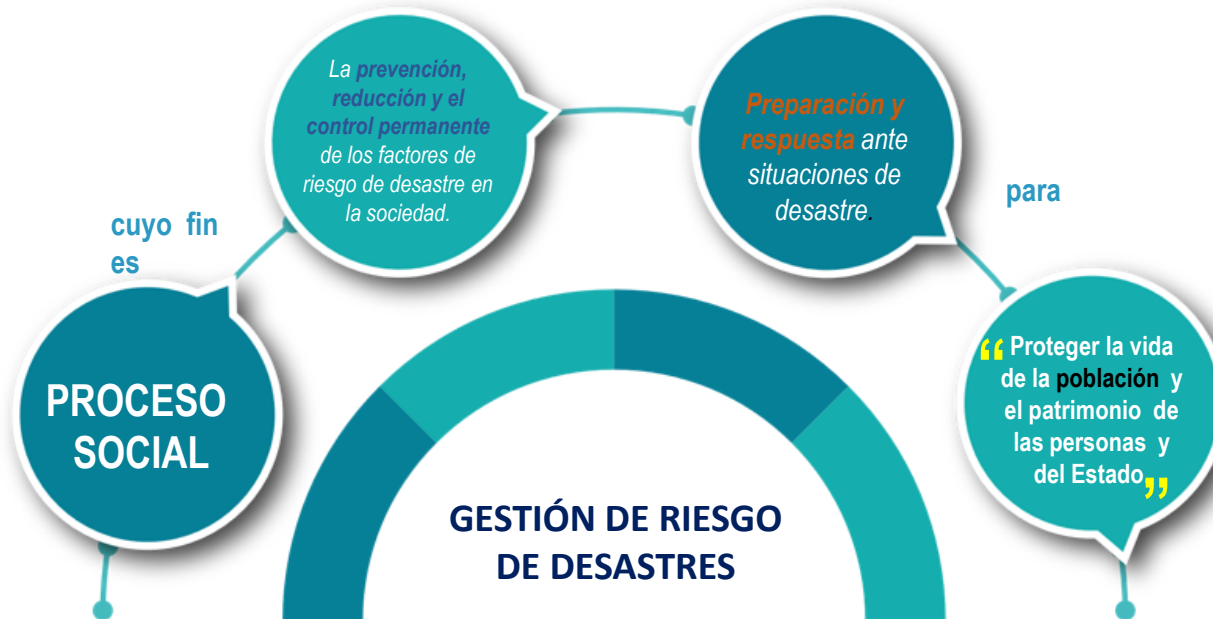 PROCESO
SOCIAL
cuyo fin
es
La prevención,
reducción y el
control permanente
de los factores de
riesgo de desastre en
la sociedad.
Preparación y
respuesta ante
situaciones de
desastre.
para
“ Proteger la vida
de la población y
el patrimonio de
las personas y
del Estado ”
GESTIÓN DE RIESGO
DE DESASTRES